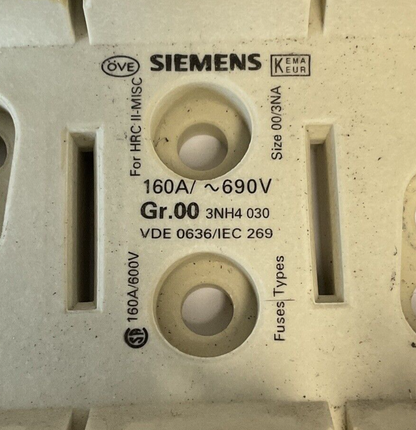 ÖVE SIEMENS KEMA KEUR
For HRC II-MISC
Size 00/3NA
160A/ ~690V
Gr.00 3NH4 030
VDE 0636/IEC 269
SA 160A/600V
Fuses Types